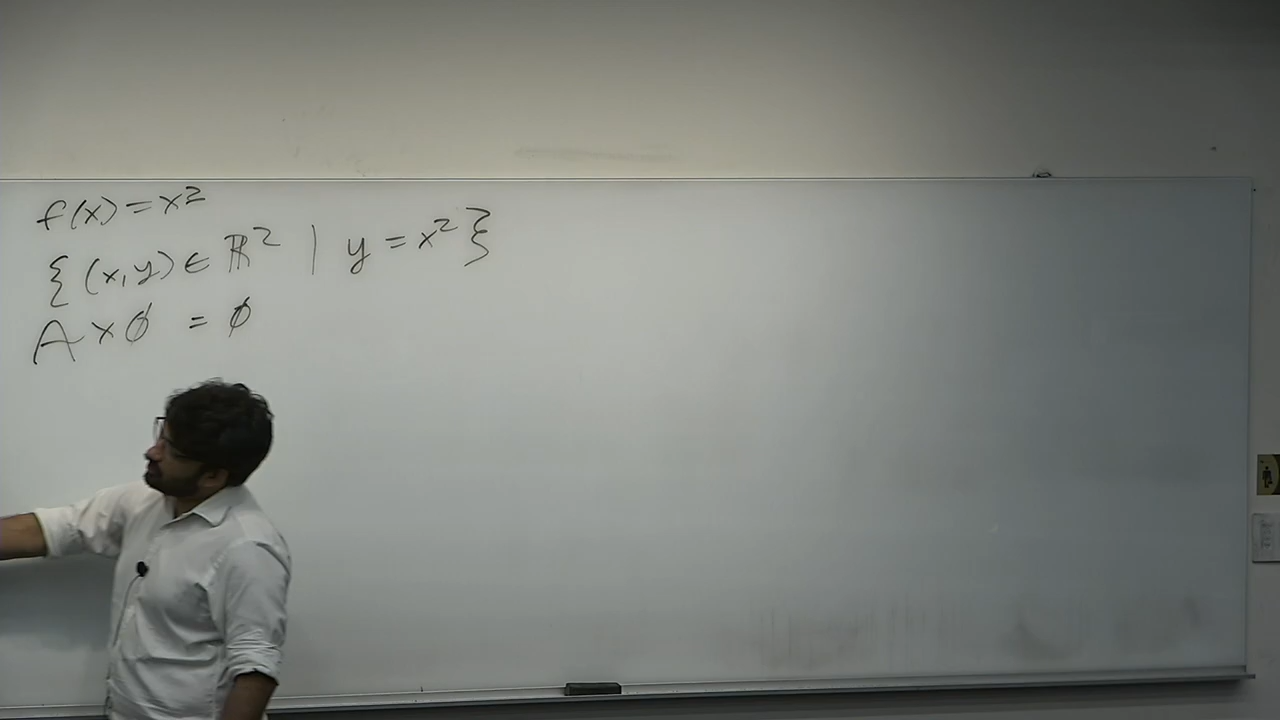 f(x) = x²
{(x,y) ∈ ℝ² | y = x²}
A × ∅ = ∅